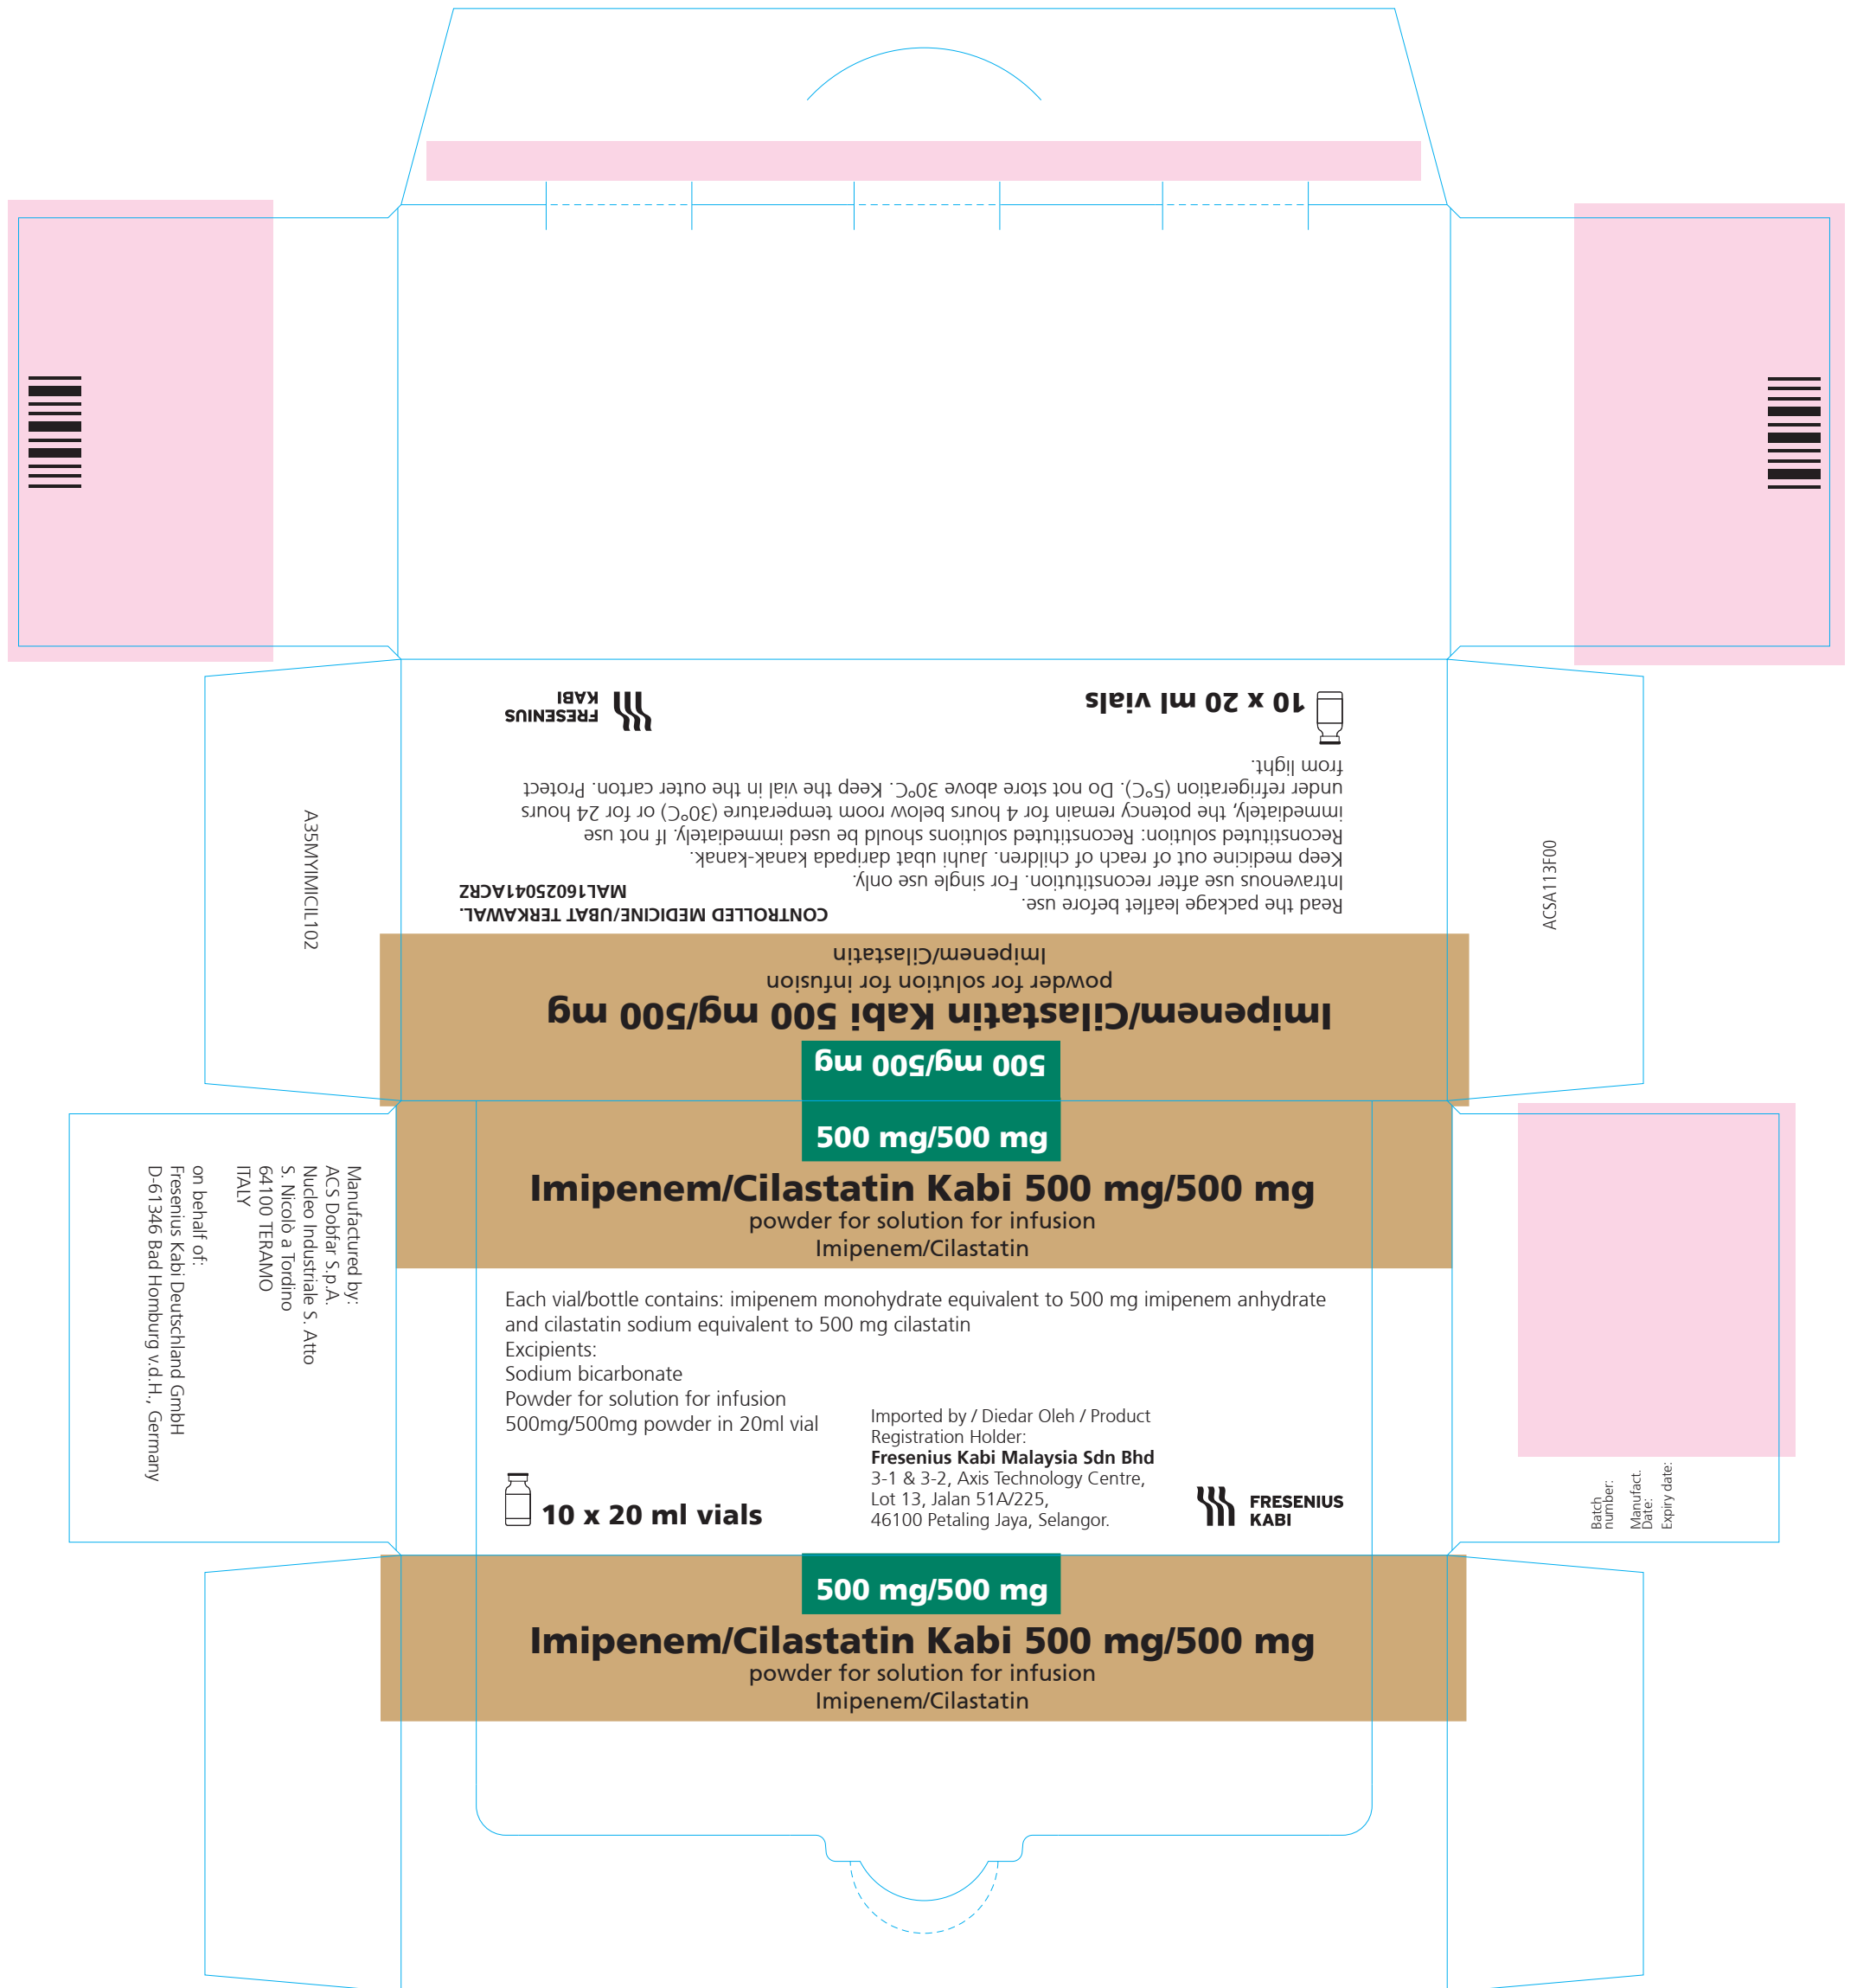 10 x 20 ml vials
FRESENIUS
KABI
Read the package leaflet before use.
Intravenous use after reconstitution. For single use only.
Keep medicine out of reach of children. Jauhi ubat daripada kanak-kanak.
Reconstituted solution: Reconstituted solutions should be used immediately. If not use
immediately, the potency remain for 4 hours below room temperature (30ºC) or for 24 hours
under refrigeration (5ºC). Do not store above 30ºC. Keep the vial in the outer carton. Protect
from light.
CONTROLLED MEDICINE/UBAT TERKAWAL.
MAL16025041ACRZ
500 mg/500 mg
Imipenem/Cilastatin Kabi 500 mg/500 mg
powder for solution for infusion
Imipenem/Cilastatin
A35MYIMICIL102
ACSA113F00
500 mg/500 mg
Imipenem/Cilastatin Kabi 500 mg/500 mg
powder for solution for infusion
Imipenem/Cilastatin
Each vial/bottle contains: imipenem monohydrate equivalent to 500 mg imipenem anhydrate
and cilastatin sodium equivalent to 500 mg cilastatin
Excipients:
Sodium bicarbonate
Powder for solution for infusion
500mg/500mg powder in 20ml vial
10 x 20 ml vials
Imported by / Diedar Oleh / Product
Registration Holder:
Fresenius Kabi Malaysia Sdn Bhd
3-1 & 3-2, Axis Technology Centre,
Lot 13, Jalan 51A/225,
46100 Petaling Jaya, Selangor.
FRESENIUS
KABI
Manufactured by:
ACS Dobfar S.p.A.
Nucleo Industriale S. Atto
S. Nicolò a Tordino
64100 TERAMO
ITALY
on behalf of:
Fresenius Kabi Deutschland GmbH
D-61346 Bad Homburg v.d.H., Germany
Batch
number:
Manufact.
Date:
Expiry date:
500 mg/500 mg
Imipenem/Cilastatin Kabi 500 mg/500 mg
powder for solution for infusion
Imipenem/Cilastatin